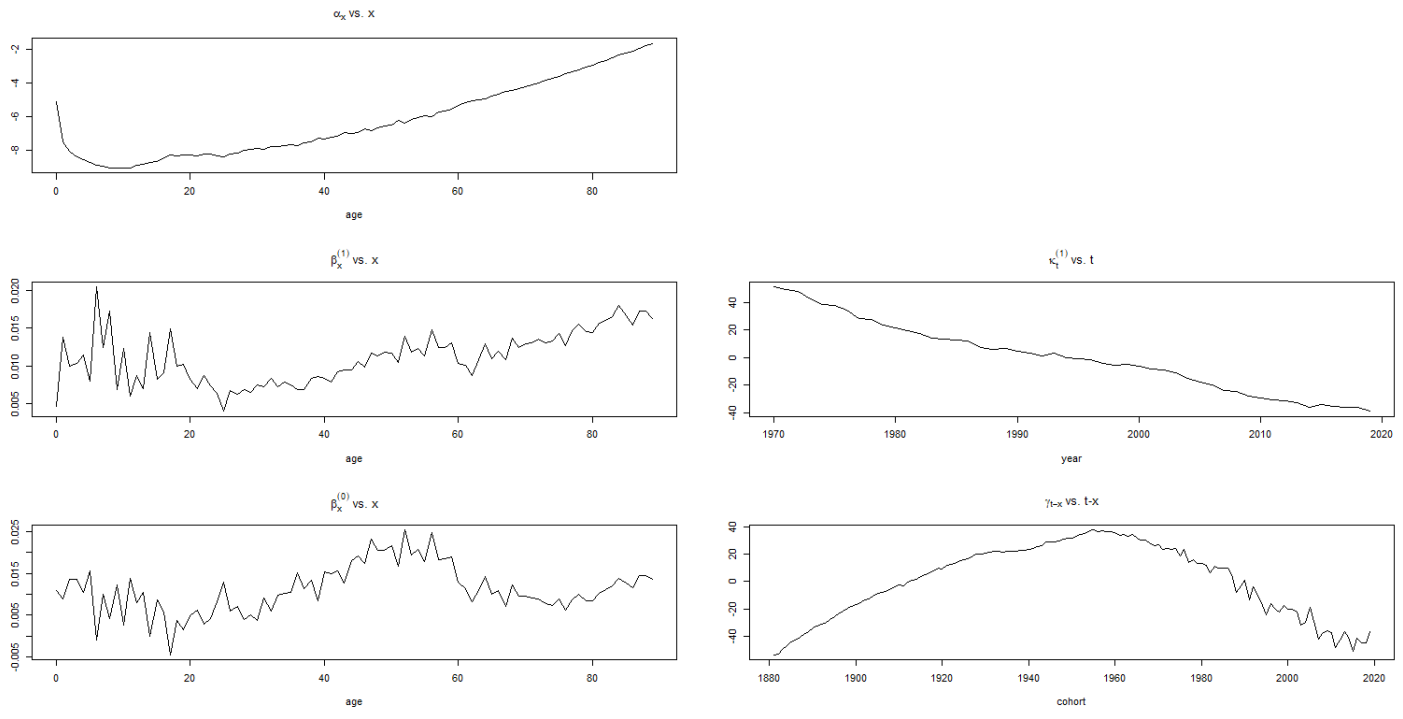 αₓ vs. x
-2
-4
-6
-8
0 20 40 60 80
age
βₓ⁽¹⁾ vs. x
0.020
0.015
0.010
0.005
0 20 40 60 80
age
κₜ⁽¹⁾ vs. t
40
20
0
-20
-40
1970 1980 1990 2000 2010 2020
year
βₓ⁽⁰⁾ vs. x
0.025
0.015
0.005
-0.005
0 20 40 60 80
age
γₜ₋ₓ vs. t-x
40
20
0
-20
-40
1880 1900 1920 1940 1960 1980 2000 2020
cohort